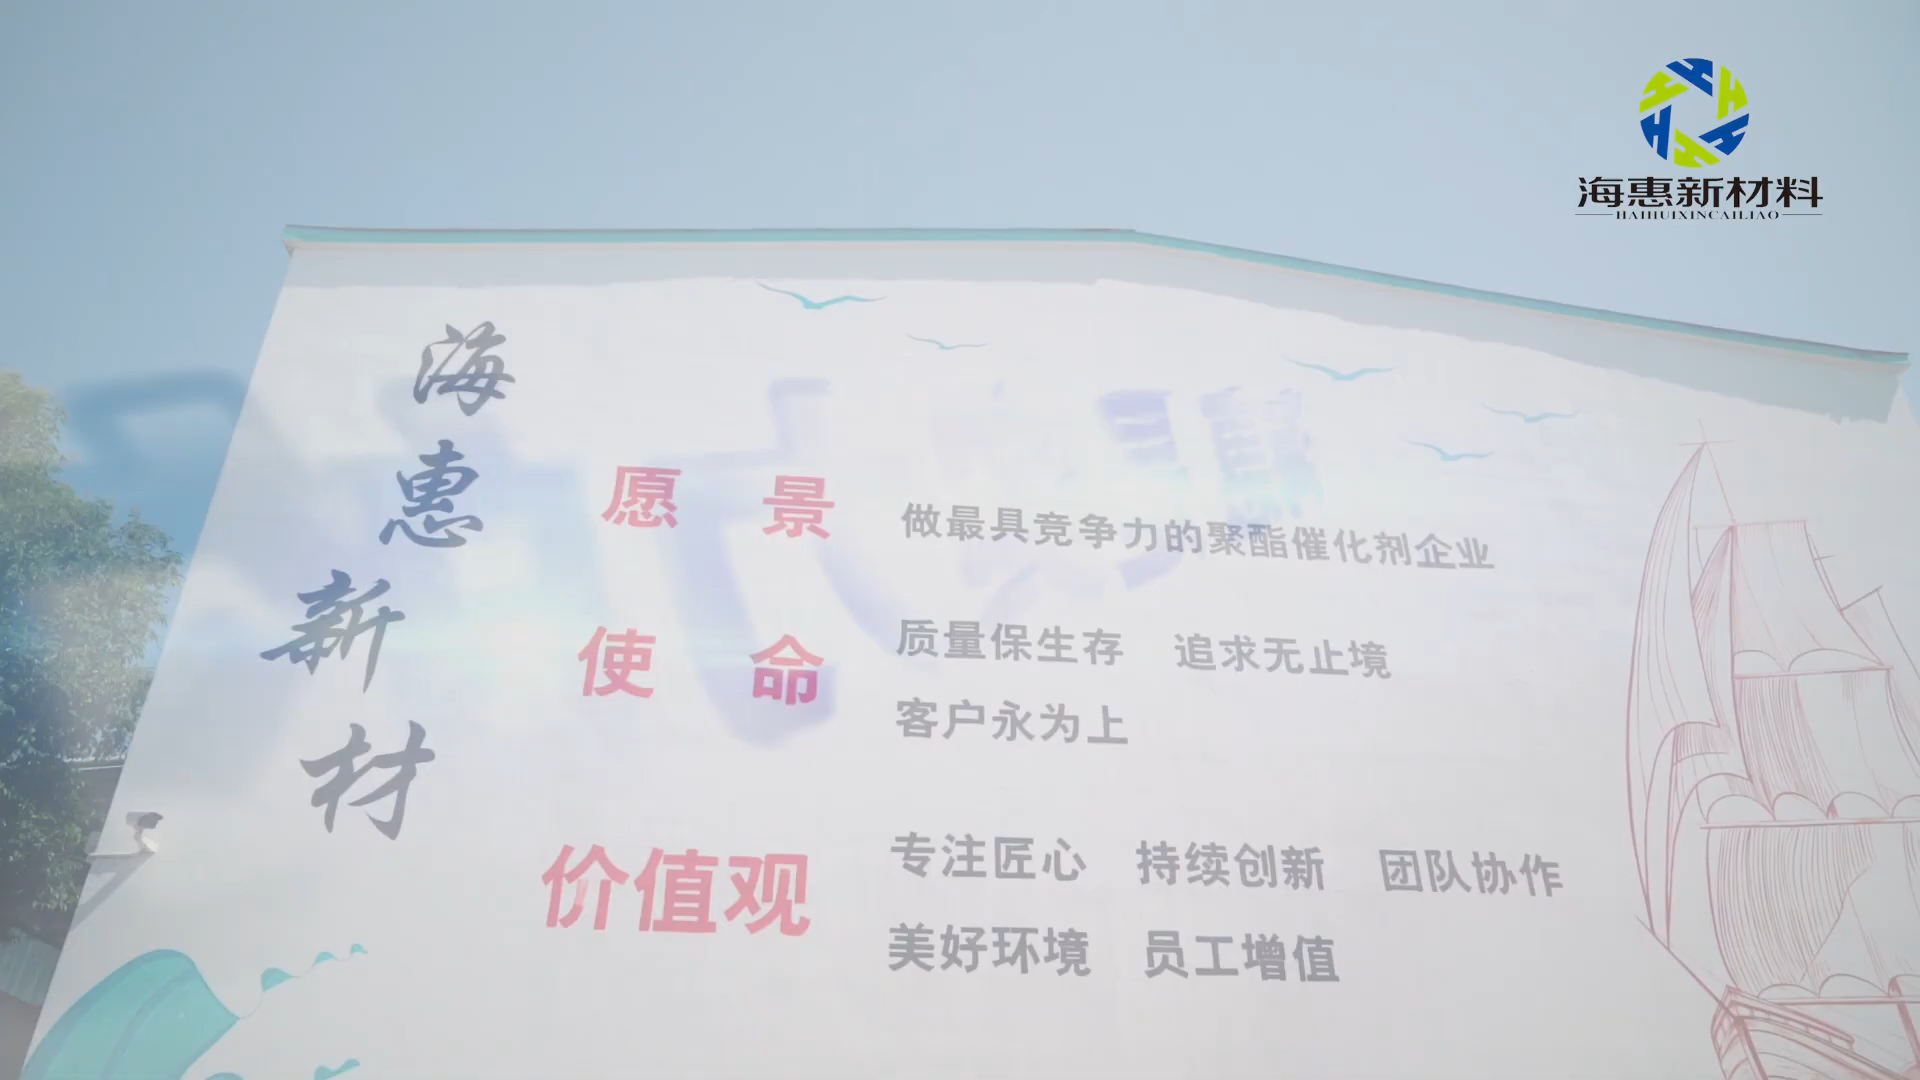 海惠新材料
HAIHUIXINCAILIAO
海惠新材
愿景
做最具竞争力的聚酯催化剂企业
使命
质量保生存 追求无止境
客户永为上
价值观
专注匠心 持续创新 团队协作
美好环境 员工增值